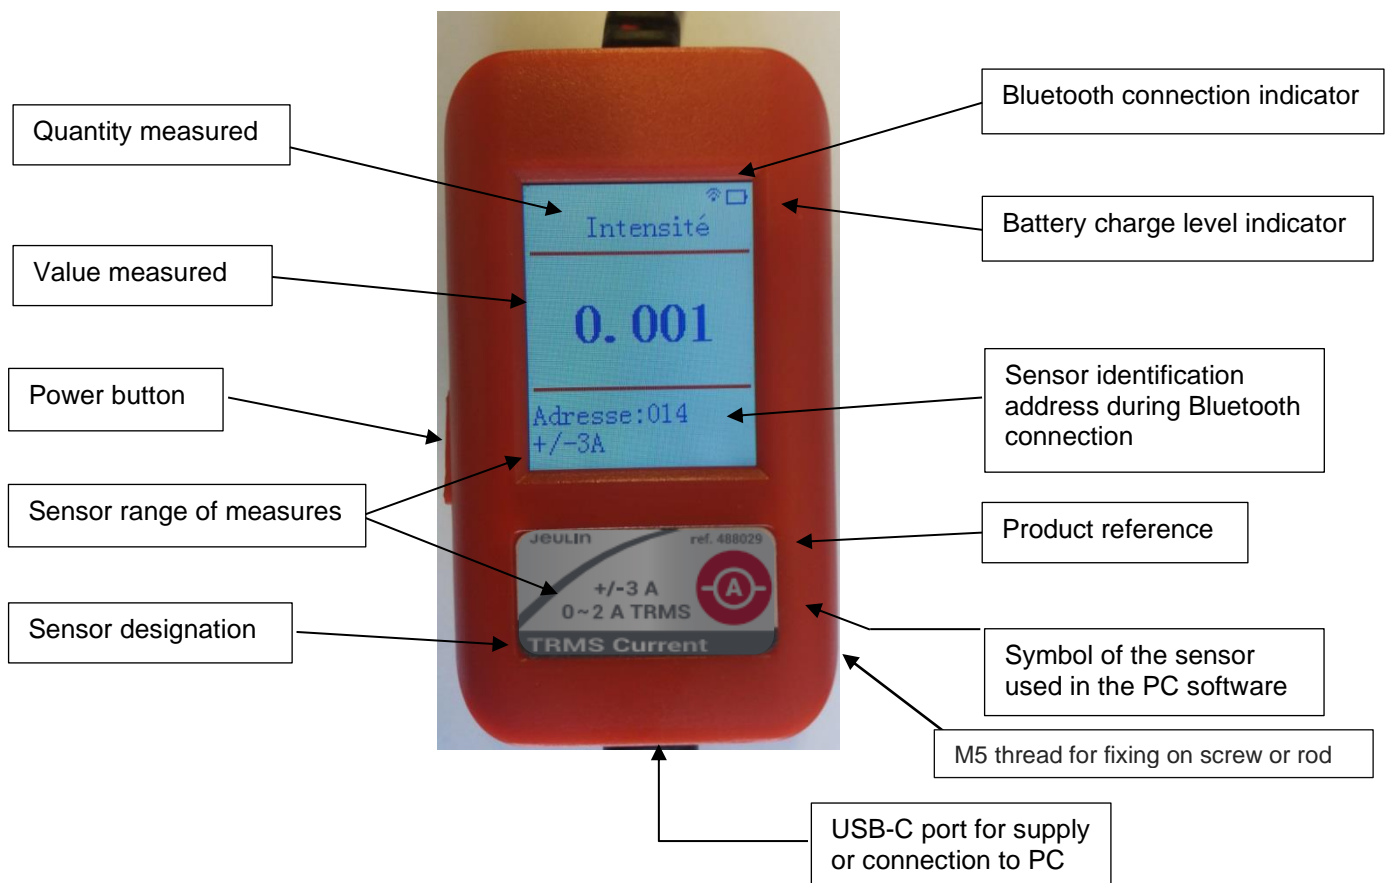 Quantity measured
Value measured
Power button
Sensor range of measures
Sensor designation
Intensité
0.001
Adresse:014
+/-3A
JEULIN
ref. 488029
+/-3 A
0~2 A TRMS
A
TRMS Current
Bluetooth connection indicator
Battery charge level indicator
Sensor identification
address during Bluetooth
connection
Product reference
Symbol of the sensor
used in the PC software
M5 thread for fixing on screw or rod
USB-C port for supply
or connection to PC